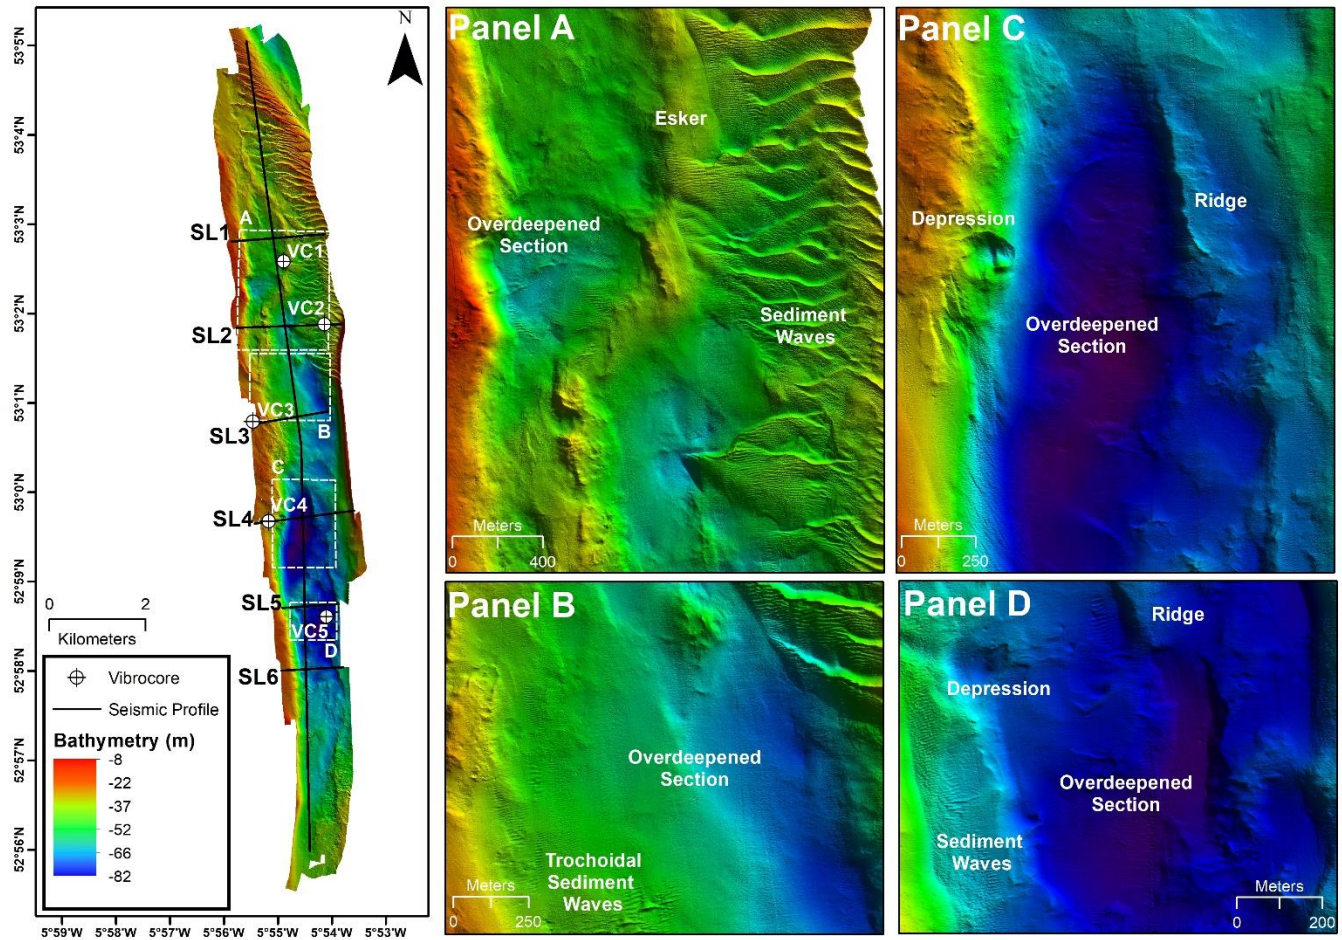 N
53°5'N
53°4'N
53°3'N
53°2'N
53°1'N
53°0'N
52°59'N
52°58'N
52°57'N
52°56'N
5°59'W
5°58'W
5°57'W
5°56'W
5°55'W
5°54'W
5°53'W
A
SL1
VC1
VC2
SL2
VC3
SL3
B
C
VC4
SL4
SL5
VC5
D
SL6
0 2
Kilometers
Vibrocore
Seismic Profile
Bathymetry (m)
-8
-22
-37
-52
-66
-82
Panel A
Esker
Overdeepened
Section
Sediment
Waves
Meters
0 400
Panel C
Depression
Ridge
Overdeepened
Section
Meters
0 250
Panel B
Overdeepened
Section
Trochoidal
Sediment
Waves
Meters
0 250
Panel D
Ridge
Depression
Overdeepened
Section
Sediment
Waves
Meters
0 200